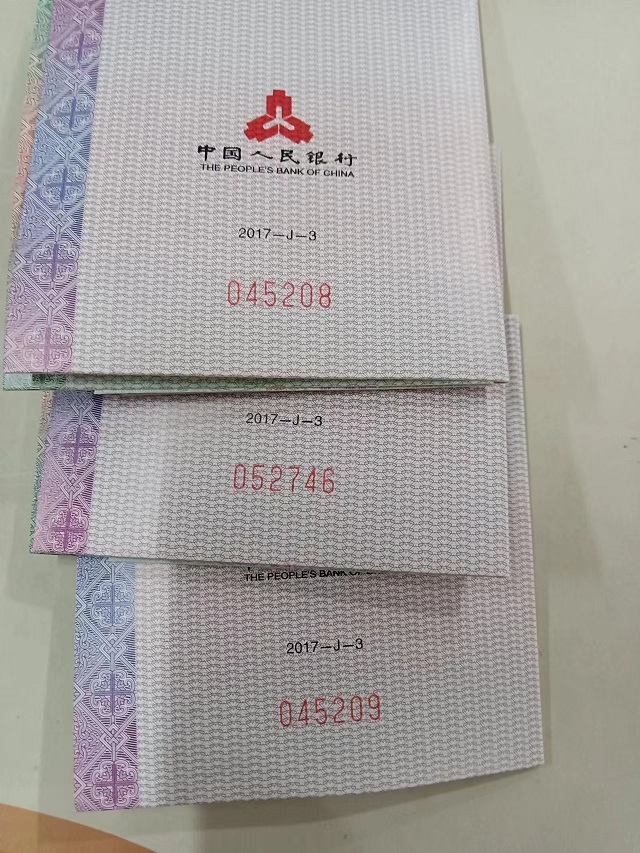 中国人民银行
THE PEOPLE'S BANK OF CHINA
2017—J—3
045208
2017—J—3
052746
THE PEOPLE'S BANK
2017—J—3
045209